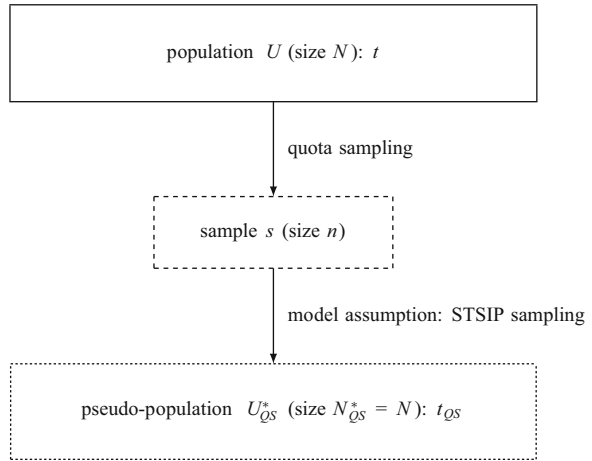 population U (size N): t
quota sampling
sample s (size n)
model assumption: STSIP sampling
pseudo-population U*QS (size N*QS = N): tQS